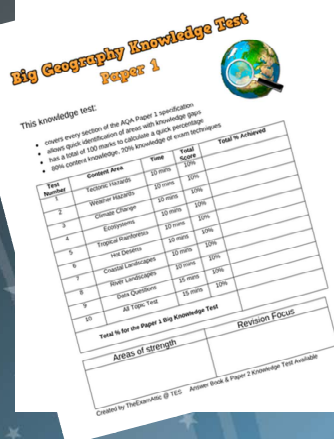 Big Geography Knowledge Test
Paper 1
This knowledge test:
• covers every section of the AQA Paper 1 specification
• allows quick identification of areas with knowledge gaps
• has a total of 100 marks to calculate a quick percentage
• 80% content knowledge, 20% knowledge of exam techniques
Test Number Content Area Time Total Score Total % Achieved
1 Tectonic Hazards 10 mins 10%
2 Weather Hazards 10 mins 10%
3 Climate Change 10 mins 10%
4 Ecosystems 10 mins 10%
5 Tropical Rainforests 10 mins 10%
6 Hot Deserts 10 mins 10%
7 Coastal Landscapes 10 mins 10%
8 River Landscapes 10 mins 10%
9 Data Questions 15 mins 10%
10 All Topic Test 15 mins 10%
Total % for the Paper 1 Big Knowledge Test
Areas of strength Revision Focus
Created by TheExamAttic @ TES Answer Book & Paper 2 Knowledge Test Available